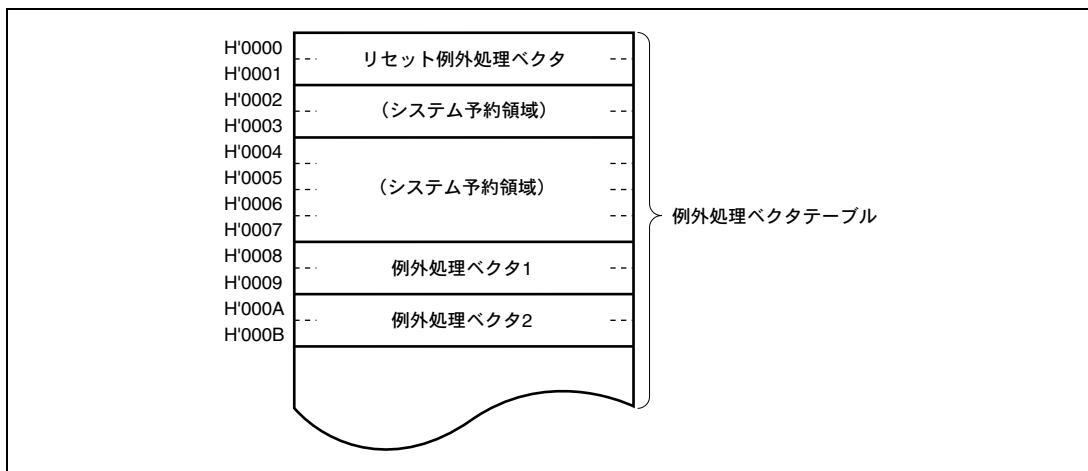 H'0000
リセット例外処理ベクタ
H'0001
H'0002
(システム予約領域)
H'0003
H'0004
H'0005
(システム予約領域)
H'0006
H'0007
例外処理ベクタテーブル
H'0008
例外処理ベクタ1
H'0009
H'000A
例外処理ベクタ2
H'000B